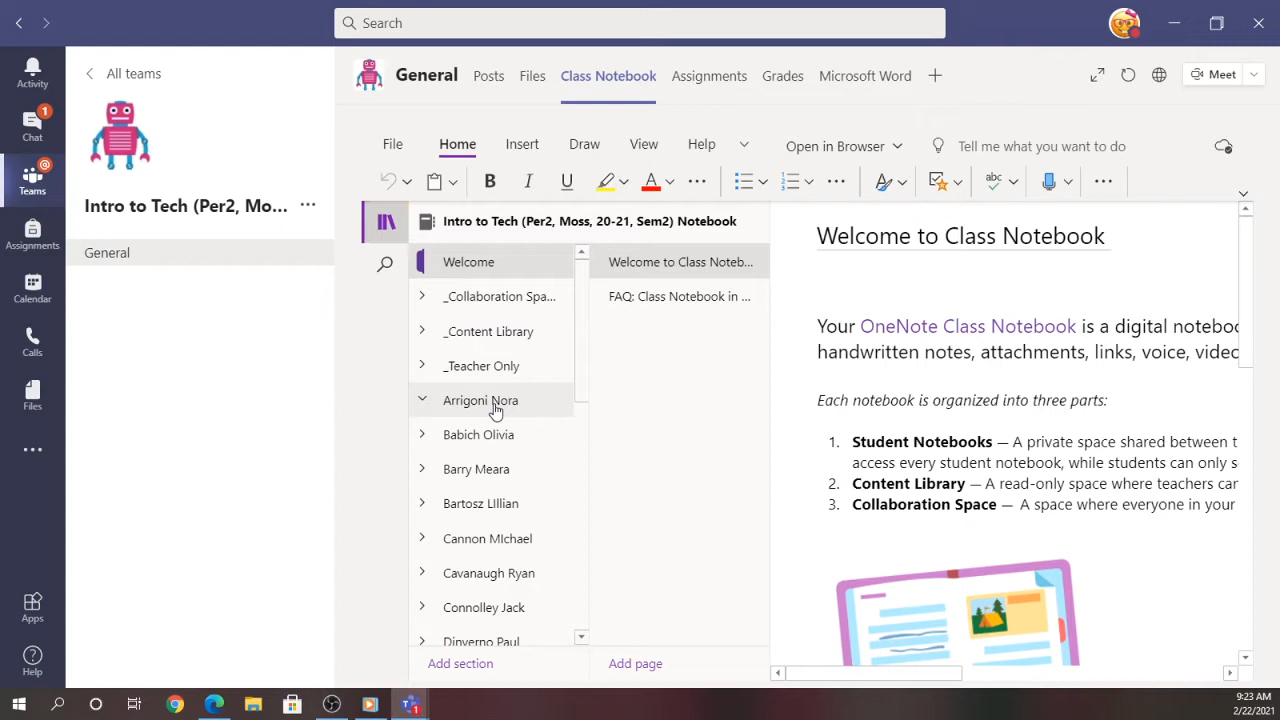 Search
Activity
Chat
1
Teams
Assignments
Calendar
Calls
Files
Apps
Help
All teams
Intro to Tech (Per2, Mo...
General
General
Posts
Files
Class Notebook
Assignments
Grades
Microsoft Word
Meet
File
Home
Insert
Draw
View
Help
Open in Browser
Tell me what you want to do
B
I
U
A
abc
Intro to Tech (Per2, Moss, 20-21, Sem2) Notebook
Welcome
_Collaboration Spa...
_Content Library
_Teacher Only
Arrigoni Nora
Babich Olivia
Barry Meara
Bartosz LIllian
Cannon MIchael
Cavanaugh Ryan
Connolley Jack
Dinverno Paul
Add section
Welcome to Class Noteb...
FAQ: Class Notebook in ...
Add page
Welcome to Class Notebook
Your OneNote Class Notebook is a digital noteboo
handwritten notes, attachments, links, voice, video
Each notebook is organized into three parts:
1. Student Notebooks — A private space shared between t
access every student notebook, while students can only s
2. Content Library — A read-only space where teachers car
3. Collaboration Space — A space where everyone in your
9:23 AM
2/22/2021